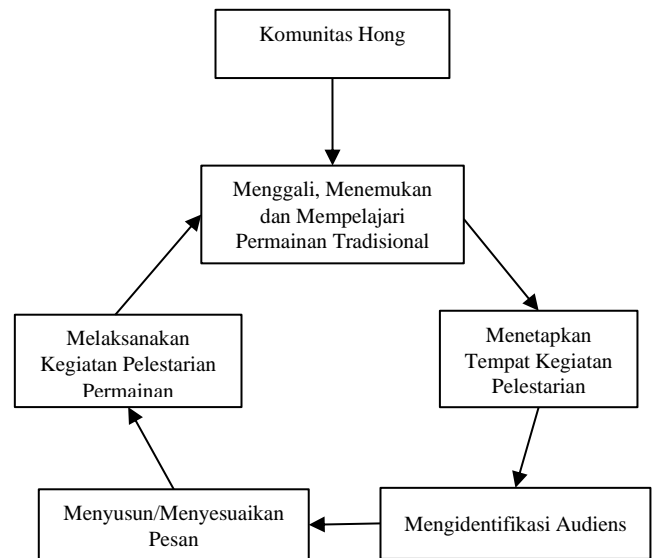 Komunitas Hong
Menggali, Menemukan
dan Mempelajari
Permainan Tradisional
Melaksanakan
Kegiatan Pelestarian
Permainan
Menetapkan
Tempat Kegiatan
Pelestarian
Menyusun/Menyesuaikan
Pesan
Mengidentifikasi Audiens